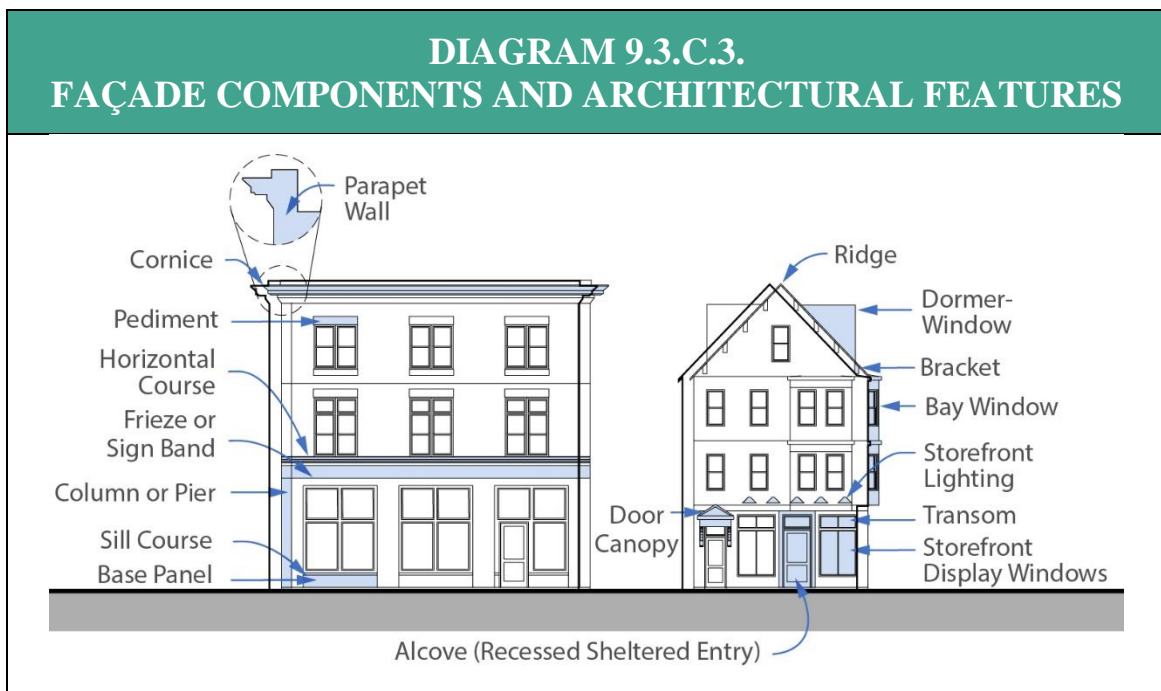 DIAGRAM 9.3.C.3.
FAÇADE COMPONENTS AND ARCHITECTURAL FEATURES
Parapet
Wall
Cornice
Pediment
Horizontal
Course
Frieze or
Sign Band
Column or Pier
Sill Course
Base Panel
Ridge
Dormer-
Window
Bracket
Bay Window
Storefront
Lighting
Door
Canopy
Transom
Storefront
Display Windows
Alcove (Recessed Sheltered Entry)